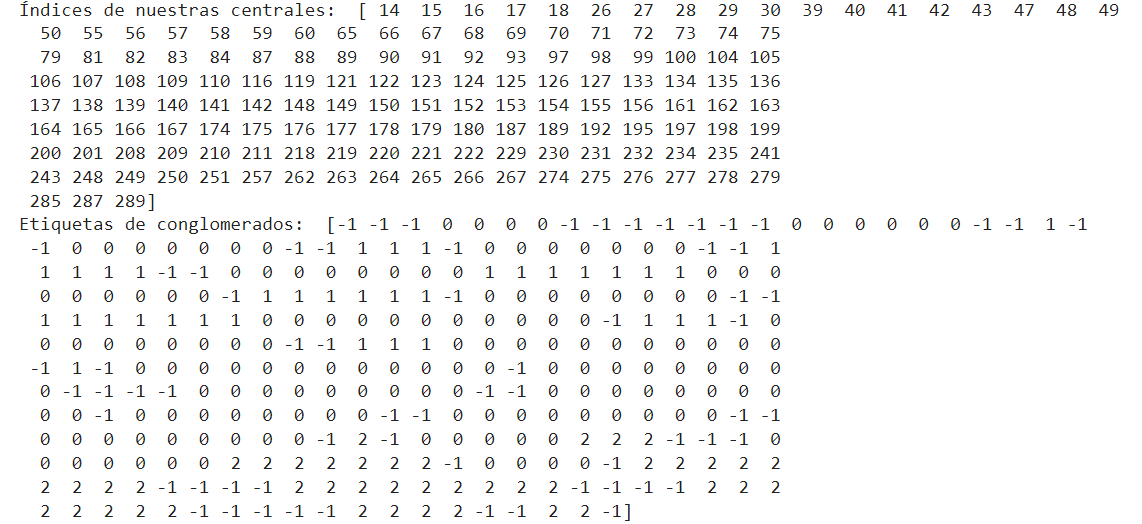 Índices de nuestras centrales:  [ 14  15  16  17  18  26  27  28  29  30  39  40  41  42  43  47  48  49
  50  55  56  57  58  59  60  65  66  67  68  69  70  71  72  73  74  75
  79  81  82  83  84  87  88  89  90  91  92  93  97  98  99 100 104 105
 106 107 108 109 110 116 119 121 122 123 124 125 126 127 133 134 135 136
 137 138 139 140 141 142 148 149 150 151 152 153 154 155 156 161 162 163
 164 165 166 167 174 175 176 177 178 179 180 187 189 192 195 197 198 199
 200 201 208 209 210 211 218 219 220 221 222 229 230 231 232 234 235 241
 243 248 249 250 251 257 262 263 264 265 266 267 274 275 276 277 278 279
 285 287 289]
Etiquetas de conglomerados:  [-1 -1 -1  0  0  0  0 -1 -1 -1 -1 -1 -1 -1  0  0  0  0  0  0 -1 -1  1 -1
 -1  0  0  0  0  0  0  0 -1 -1  1  1  1 -1  0  0  0  0  0  0  0 -1 -1  1
  1  1  1  1 -1 -1  0  0  0  0  0  0  0  0  1  1  1  1  1  1  1  0  0  0
  0  0  0  0  0  0 -1  1  1  1  1  1  1 -1  0  0  0  0  0  0  0  0 -1 -1
  1  1  1  1  1  1  1  0  0  0  0  0  0  0  0  0  0  0 -1  1  1  1 -1  0
  0  0  0  0  0  0  0  0 -1 -1  1  1  1  0  0  0  0  0  0  0  0  0  0  0
 -1  1 -1  0  0  0  0  0  0  0  0  0  0  0  0 -1  0  0  0  0  0  0  0  0
  0 -1 -1 -1 -1  0  0  0  0  0  0  0  0  0 -1 -1  0  0  0  0  0  0  0  0
  0  0 -1  0  0  0  0  0  0  0  0 -1 -1  0  0  0  0  0  0  0  0  0 -1 -1
  0  0  0  0  0  0  0  0  0 -1  2 -1  0  0  0  0  0  2  2  2 -1 -1 -1  0
  0  0  0  0  0  0  2  2  2  2  2  2  2 -1  0  0  0  0 -1  2  2  2  2  2
  2  2  2  2 -1 -1 -1 -1  2  2  2  2  2  2  2  2  2 -1 -1 -1 -1  2  2  2
  2  2  2  2  2 -1 -1 -1 -1 -1  2  2  2  2 -1 -1  2  2 -1]